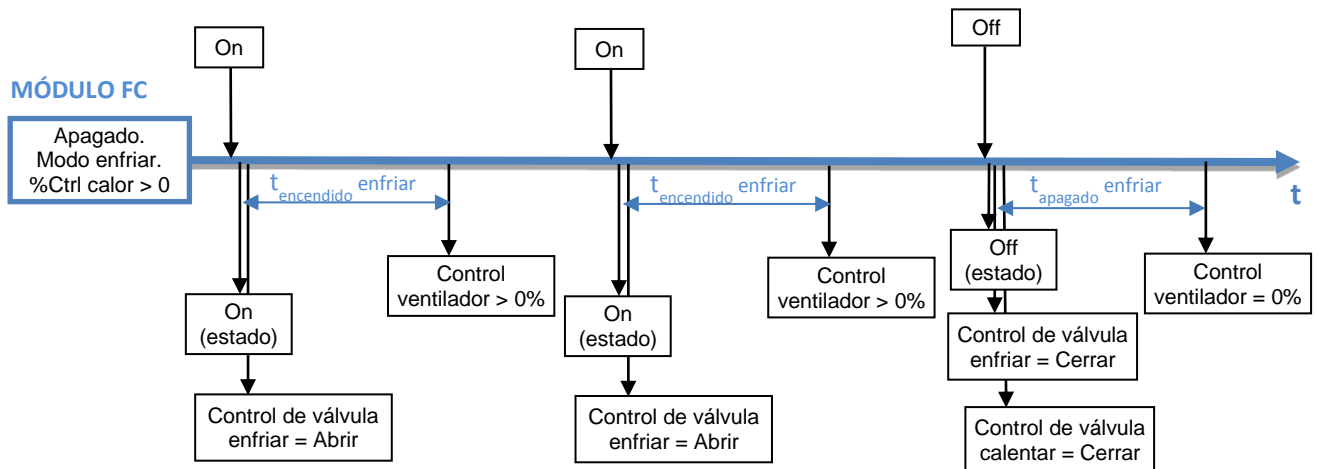 On
On
Off
MÓDULO FC
Apagado.
Modo enfriar.
%Ctrl calor > 0
t encendido enfriar
t encendido enfriar
t apagado enfriar
t
On
(estado)
Control
ventilador > 0%
On
(estado)
Control
ventilador > 0%
Off
(estado)
Control
ventilador = 0%
Control de válvula
enfriar = Abrir
Control de válvula
enfriar = Abrir
Control de válvula
enfriar = Cerrar
Control de válvula
calentar = Cerrar